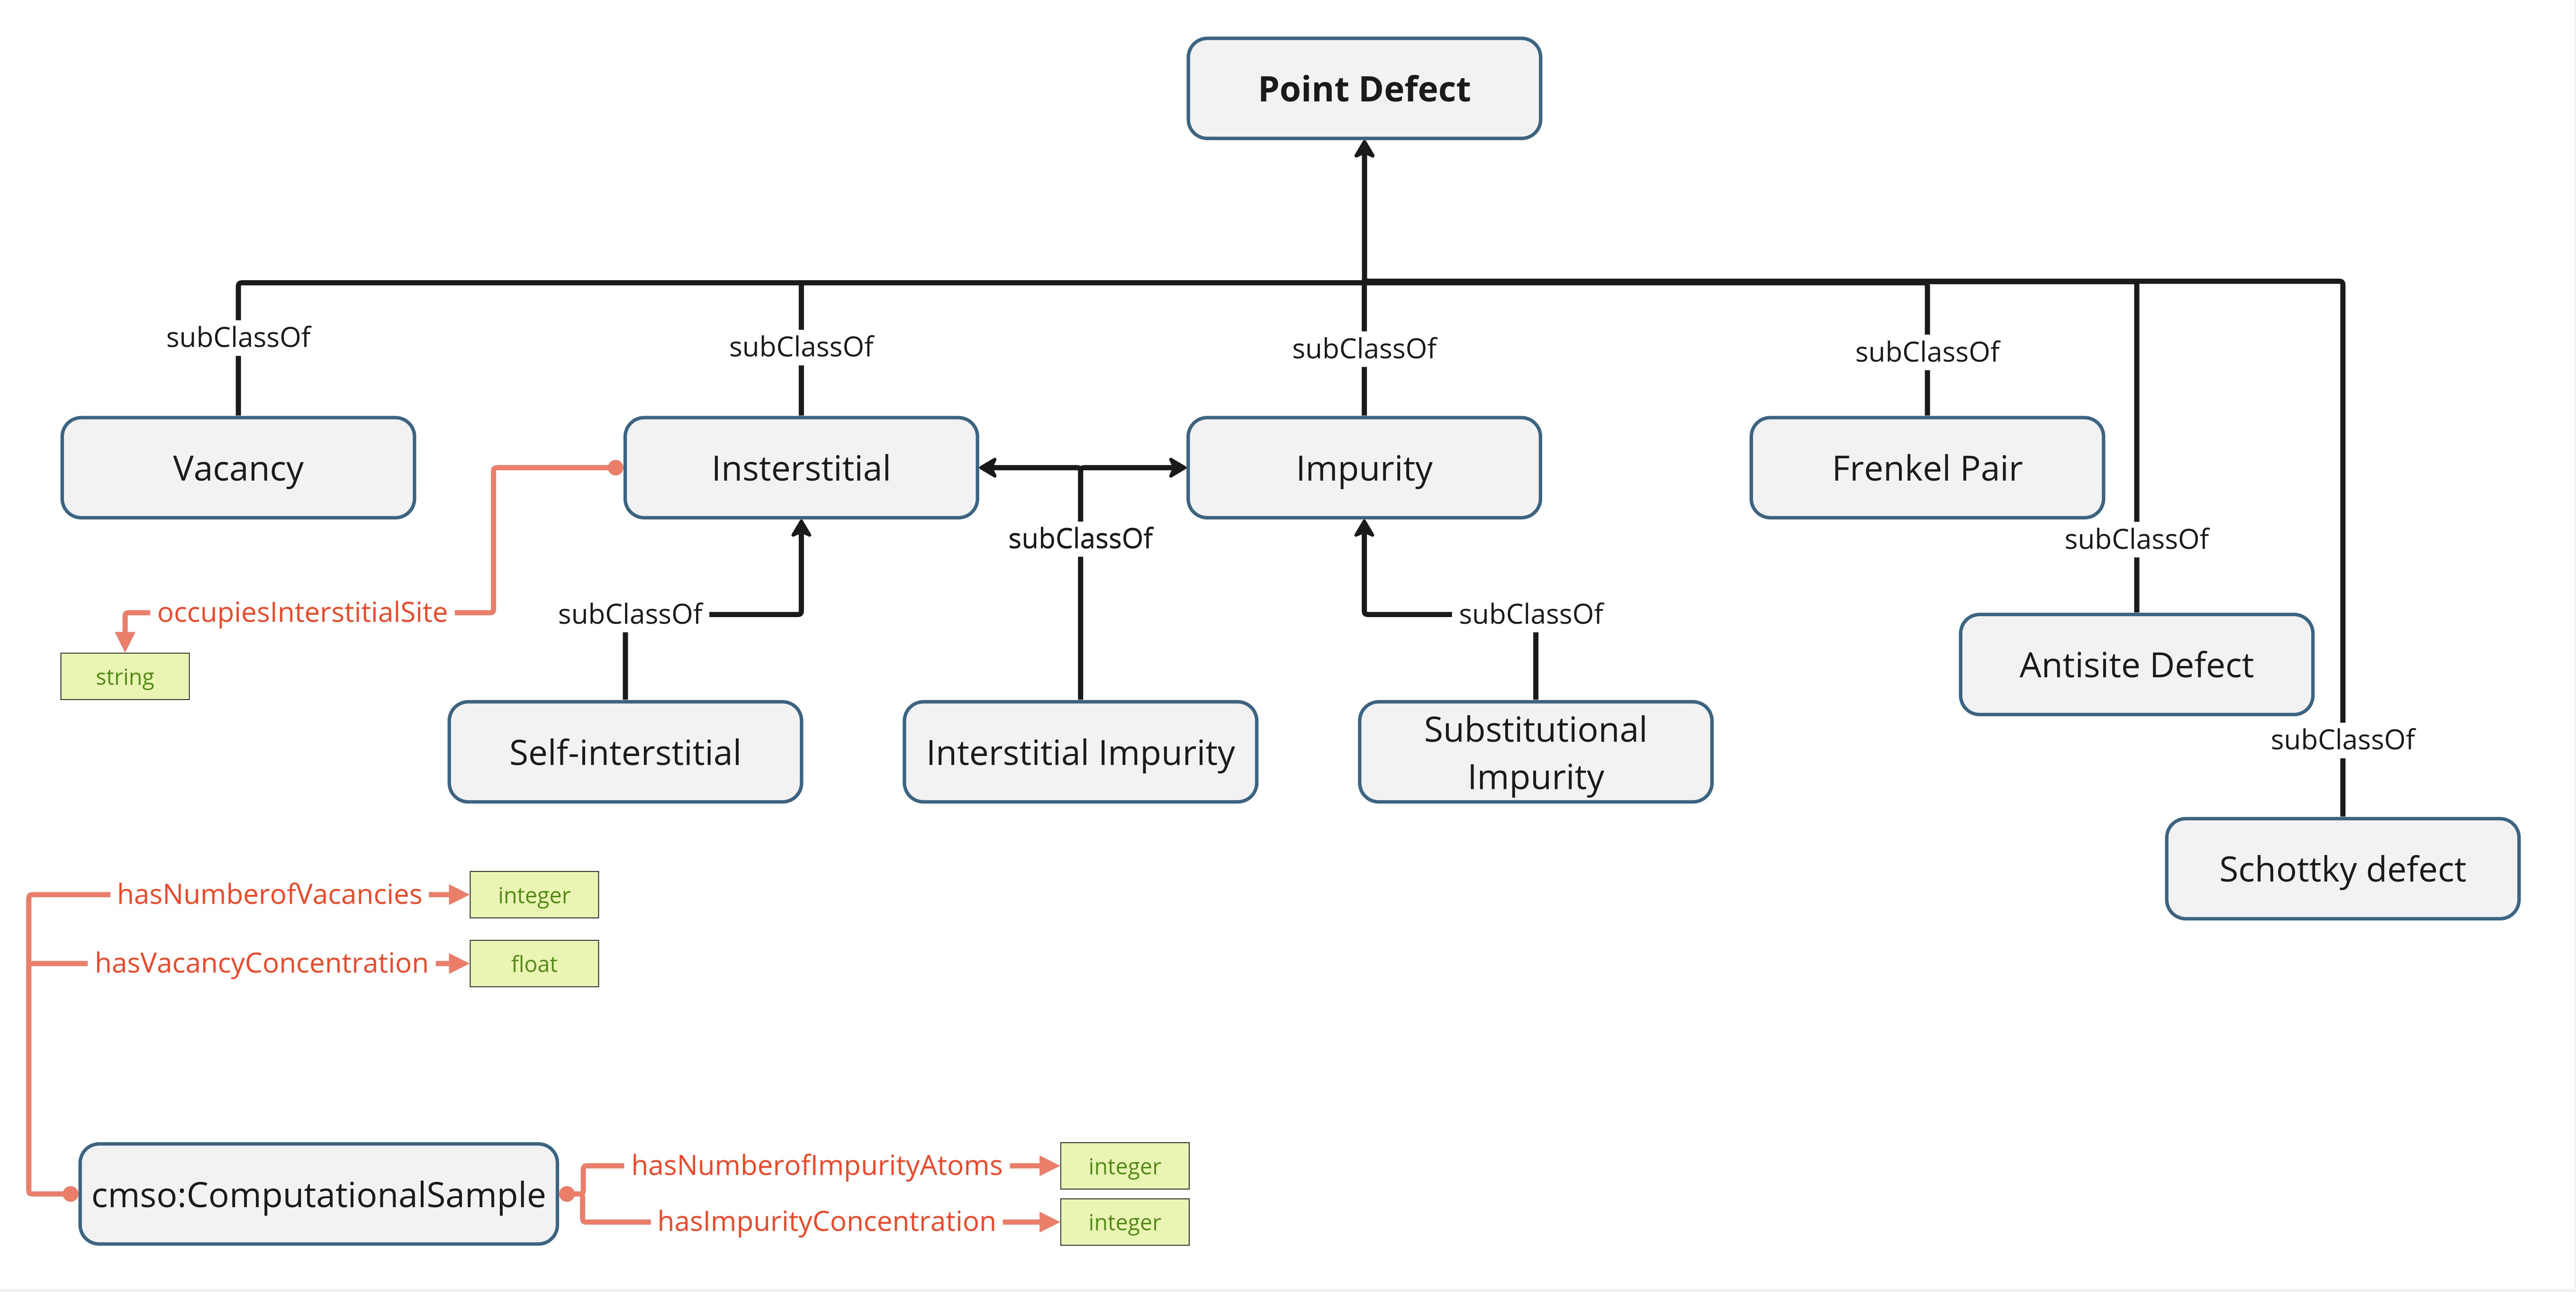 Point Defect
subClassOf
subClassOf
subClassOf
subClassOf
Vacancy
Insterstitial
Impurity
Frenkel Pair
subClassOf
subClassOf
occupiesInterstitialSite
subClassOf
subClassOf
string
Antisite Defect
Self-interstitial
Interstitial Impurity
Substitutional
Impurity
subClassOf
Schottky defect
hasNumberofVacancies
integer
hasVacancyConcentration
float
cmso:ComputationalSample
hasNumberofImpurityAtoms
integer
hasImpurityConcentration
integer